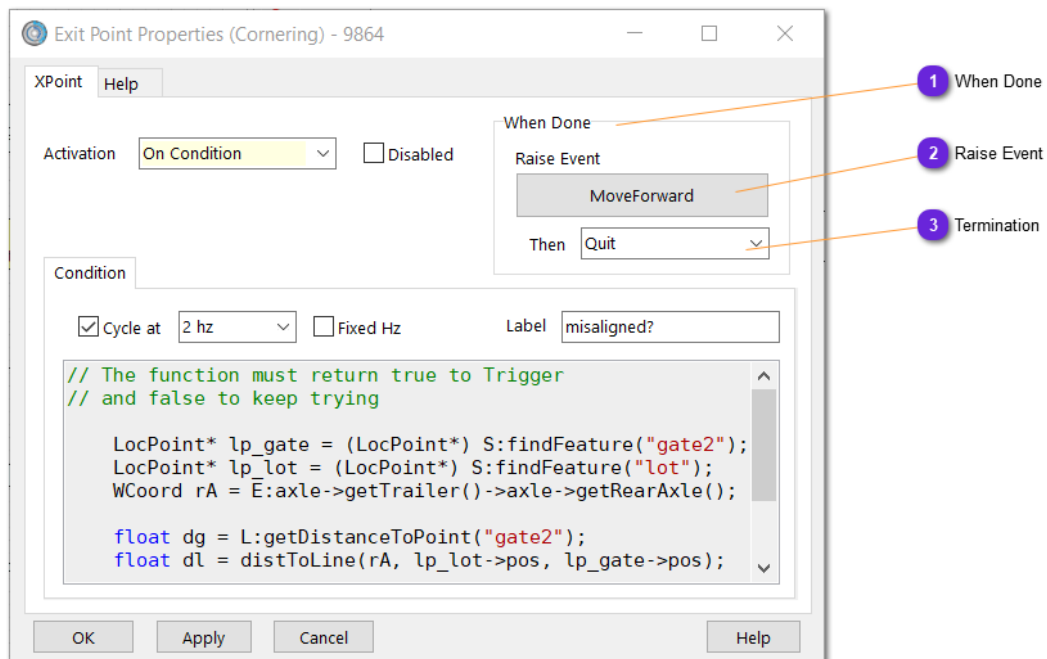 Exit Point Properties (Cornering) - 9864
XPoint
Help
Activation
On Condition
Disabled
When Done
Raise Event
MoveForward
Then
Quit
1 When Done
2 Raise Event
3 Termination
Condition
Cycle at
2 hz
Fixed Hz
Label
misaligned?
// The function must return true to Trigger
// and false to keep trying
LocPoint* lp_gate = (LocPoint*) S:findFeature("gate2");
LocPoint* lp_lot = (LocPoint*) S:findFeature("lot");
WCoord rA = E:axle->getTrailer()->axle->getRearAxle();
float dg = L:getDistanceToPoint("gate2");
float dl = distToLine(rA, lp_lot->pos, lp_gate->pos);
OK
Apply
Cancel
Help